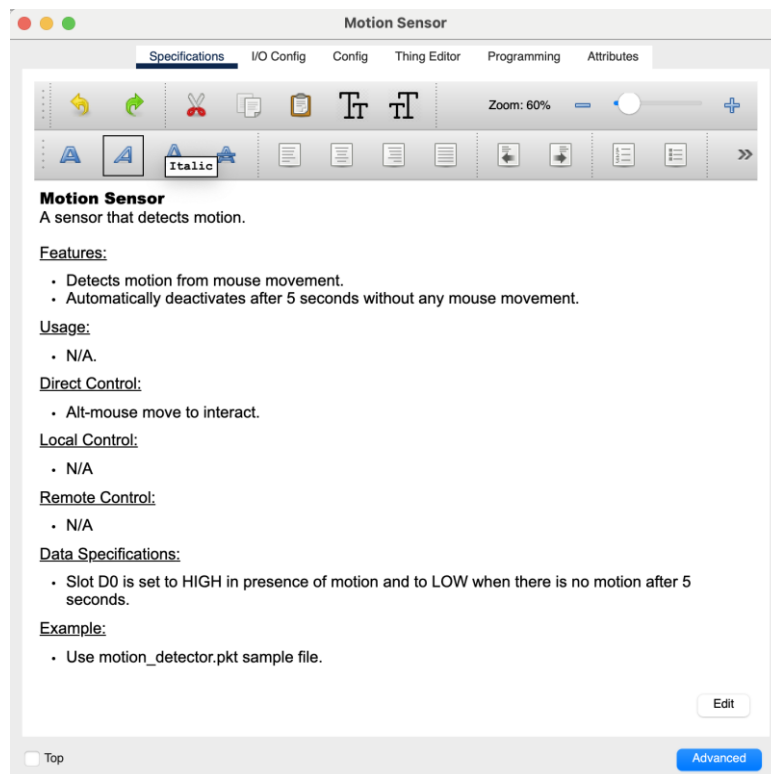 Motion Sensor
Specifications I/O Config Config Thing Editor Programming Attributes
Zoom: 60%
Italic
Motion Sensor
A sensor that detects motion.
Features:
• Detects motion from mouse movement.
• Automatically deactivates after 5 seconds without any mouse movement.
Usage:
• N/A.
Direct Control:
• Alt-mouse move to interact.
Local Control:
• N/A
Remote Control:
• N/A
Data Specifications:
• Slot D0 is set to HIGH in presence of motion and to LOW when there is no motion after 5
seconds.
Example:
• Use motion_detector.pkt sample file.
Edit
Top Advanced